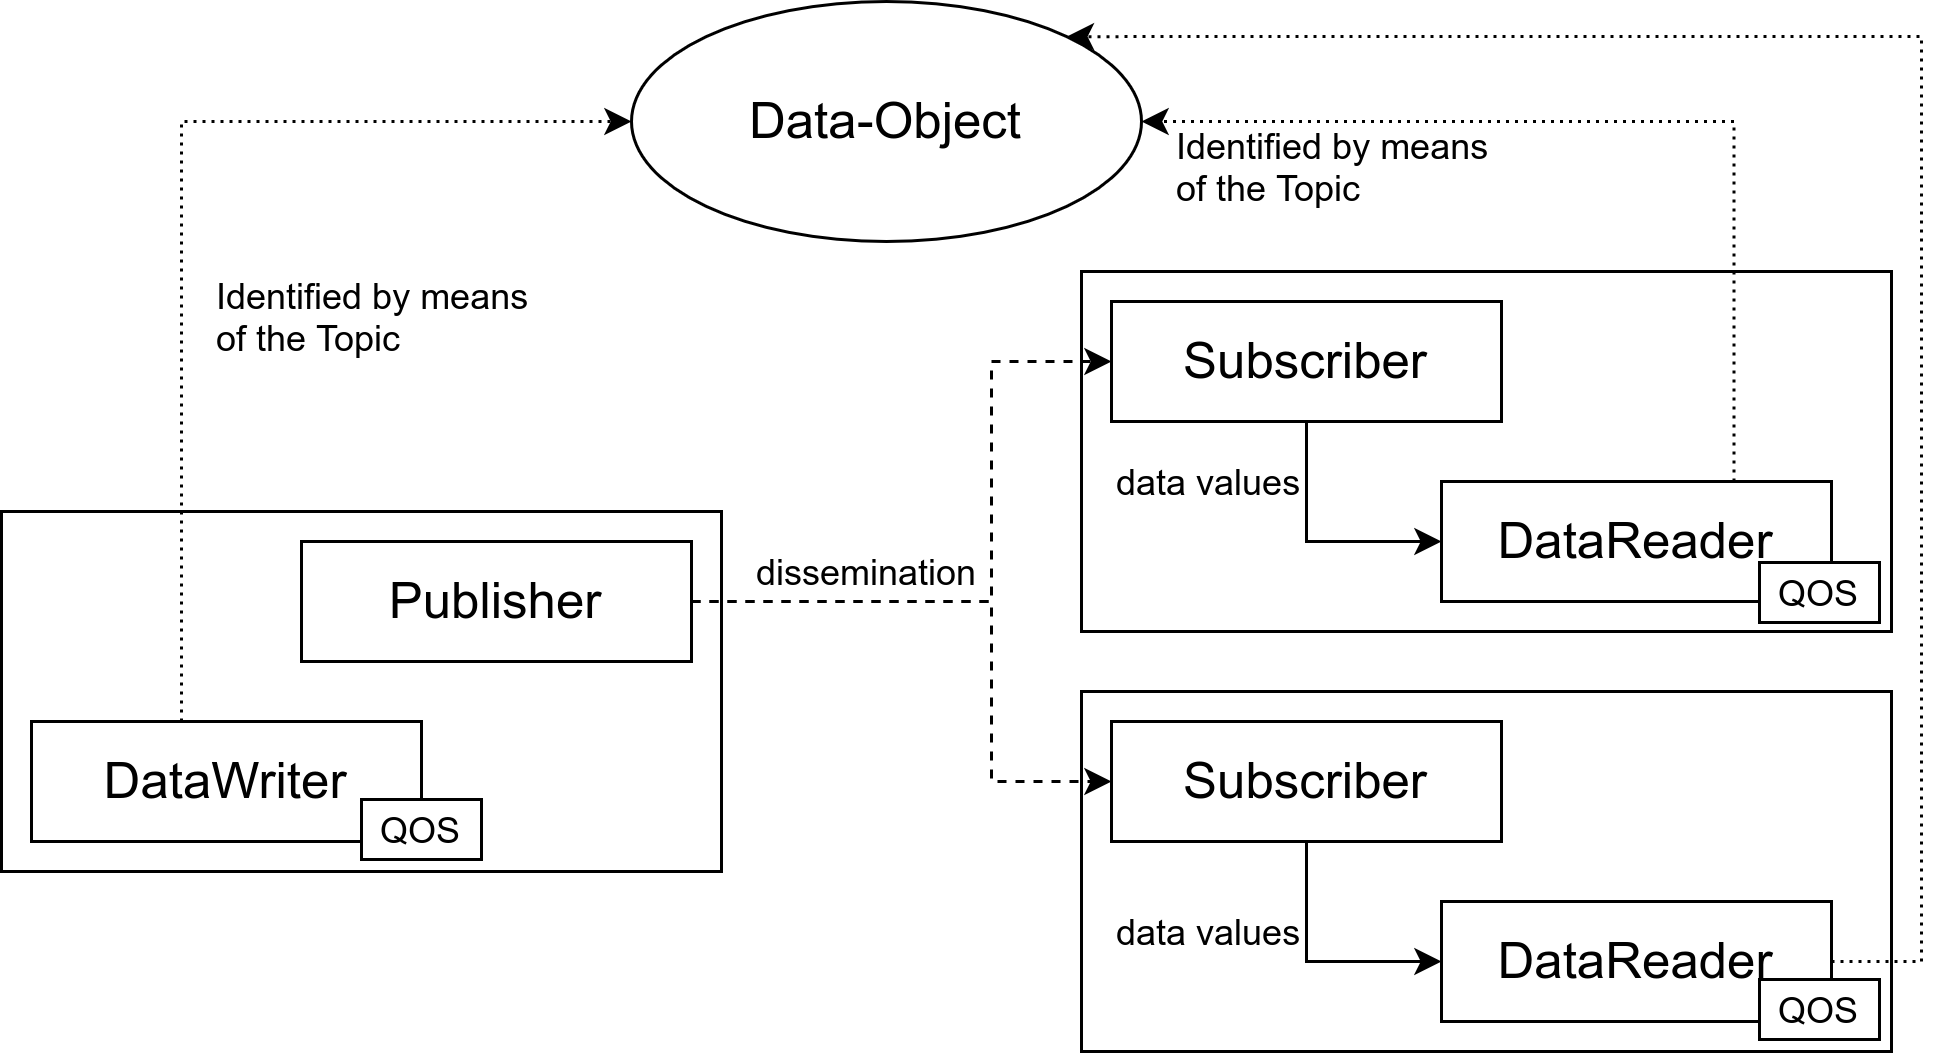 Data-Object
Identified by means
of the Topic
Identified by means
of the Topic
Subscriber
data values
DataReader
QOS
Publisher
dissemination
DataWriter
QOS
Subscriber
data values
DataReader
QOS